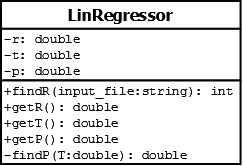 LinRegressor
-r: double
-t: double
-p: double
+findR(input_file:string): int
+getR(): double
+getT(): double
+getP(): double
-findP(T:double): double